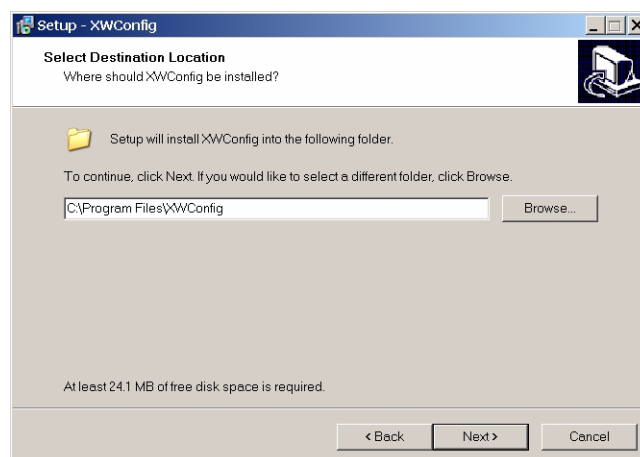 Setup - XWConfig
Select Destination Location
Where should XWConfig be installed?
Setup will install XWConfig into the following folder.
To continue, click Next. If you would like to select a different folder, click Browse.
C:\Program Files\XWConfig
Browse...
At least 24.1 MB of free disk space is required.
< Back
Next >
Cancel